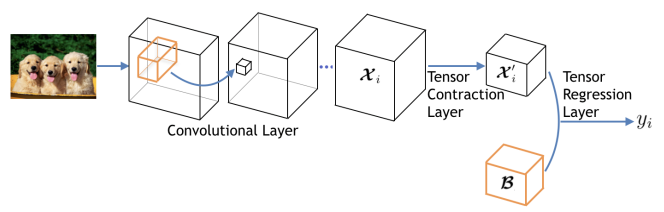 Convolutional Layer
𝓧ᵢ
Tensor
Contraction
Layer
𝓧′ᵢ
Tensor
Regression
Layer
yᵢ
𝓑